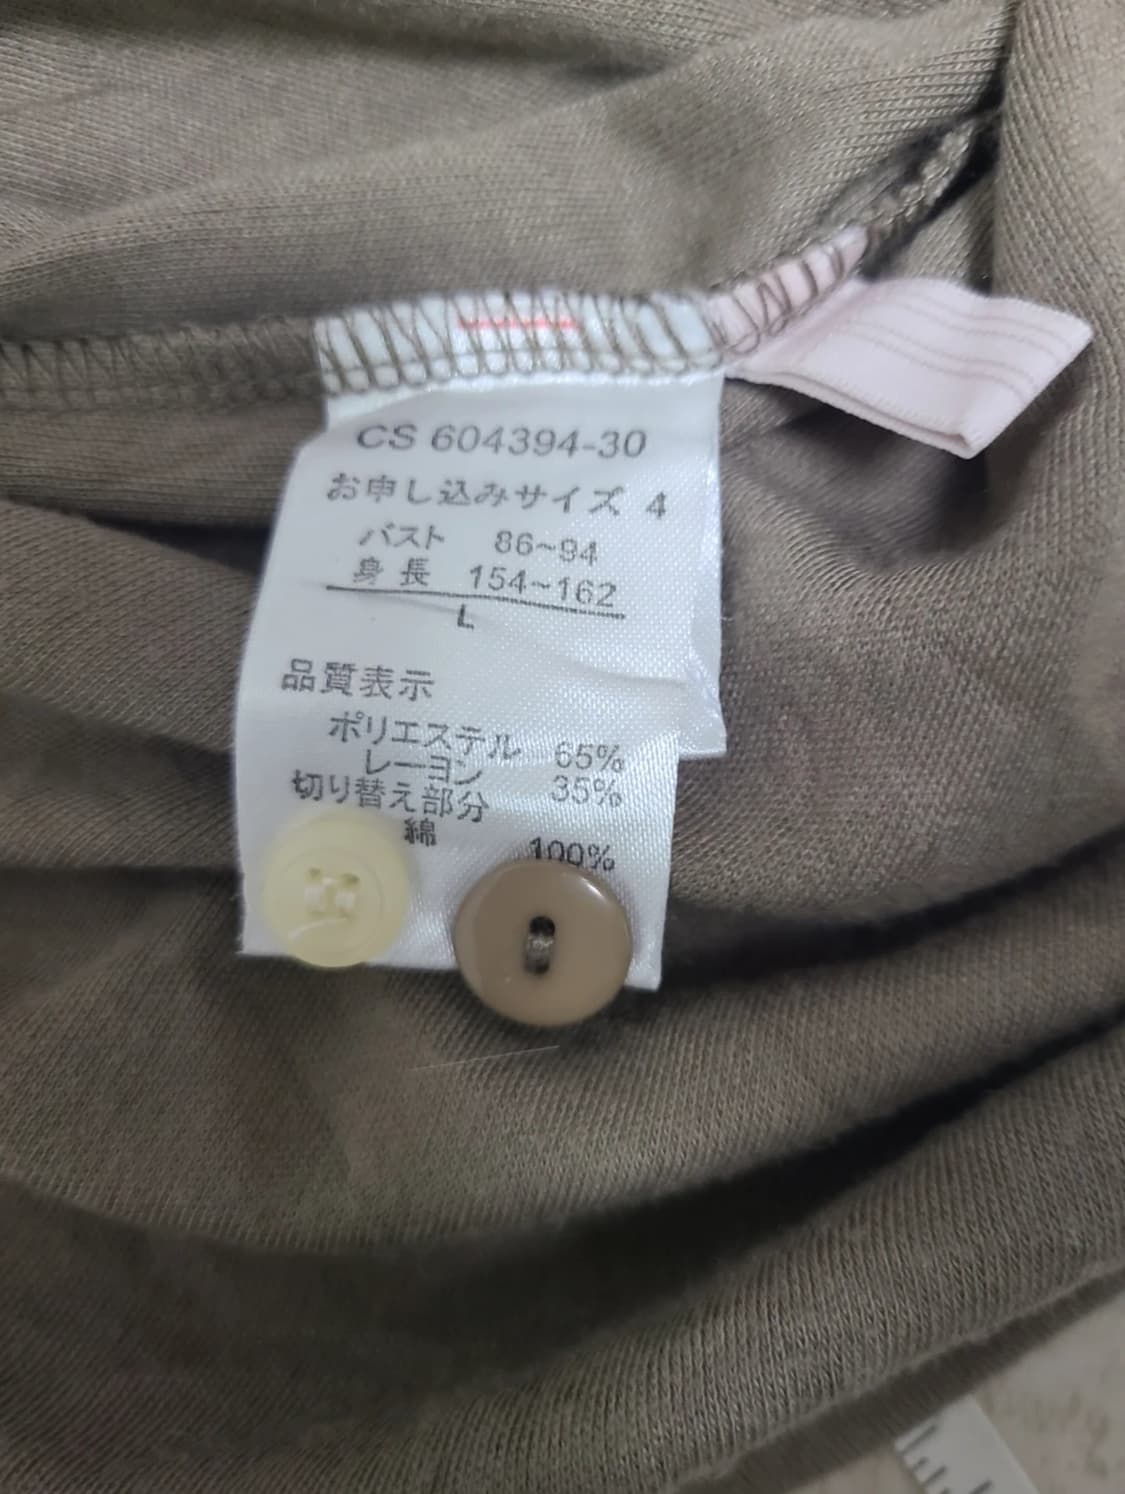 CS 604394-30
お申し込みサイズ 4
バスト 86~94
身長 154~162
L
品質表示
ポリエステル 65%
レーヨン 35%
切り替え部分
綿 100%